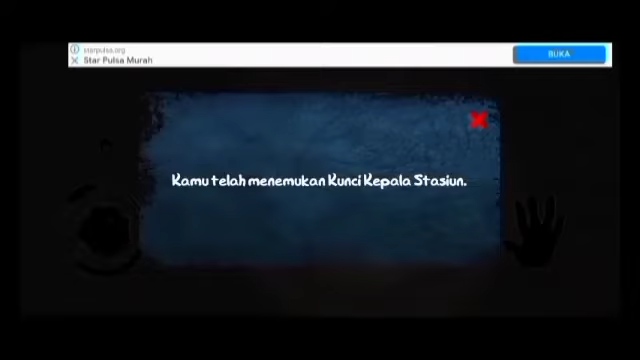 starpulsa.org
Star Pulsa Murah
BUKA
Kamu telah menemukan Kunci Kepala Stasiun.